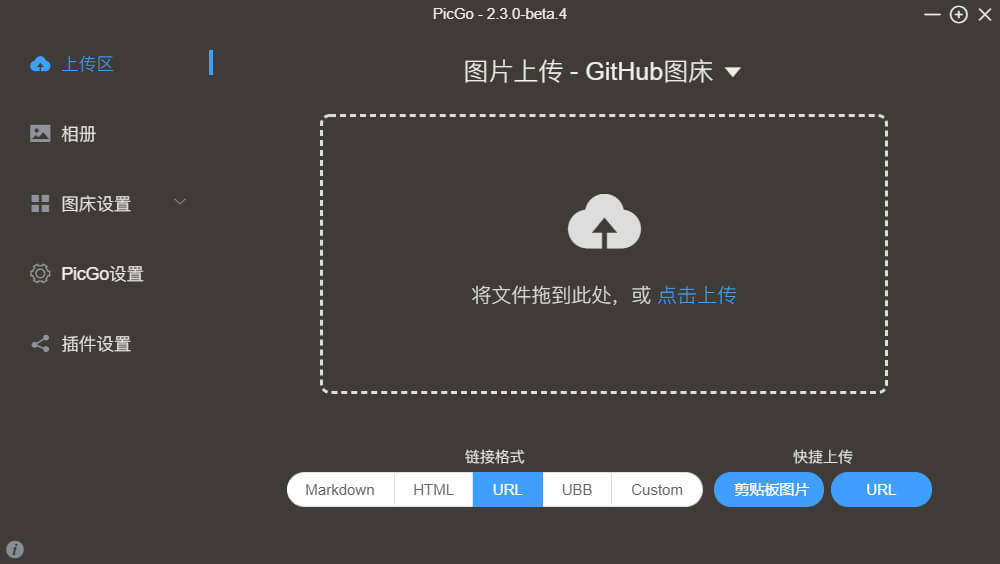 PicGo - 2.3.0-beta.4
上传区
相册
图床设置
PicGo设置
插件设置
图片上传 - GitHub图床
将文件拖到此处，或 点击上传
链接格式
Markdown HTML URL UBB Custom
快捷上传
剪贴板图片 URL